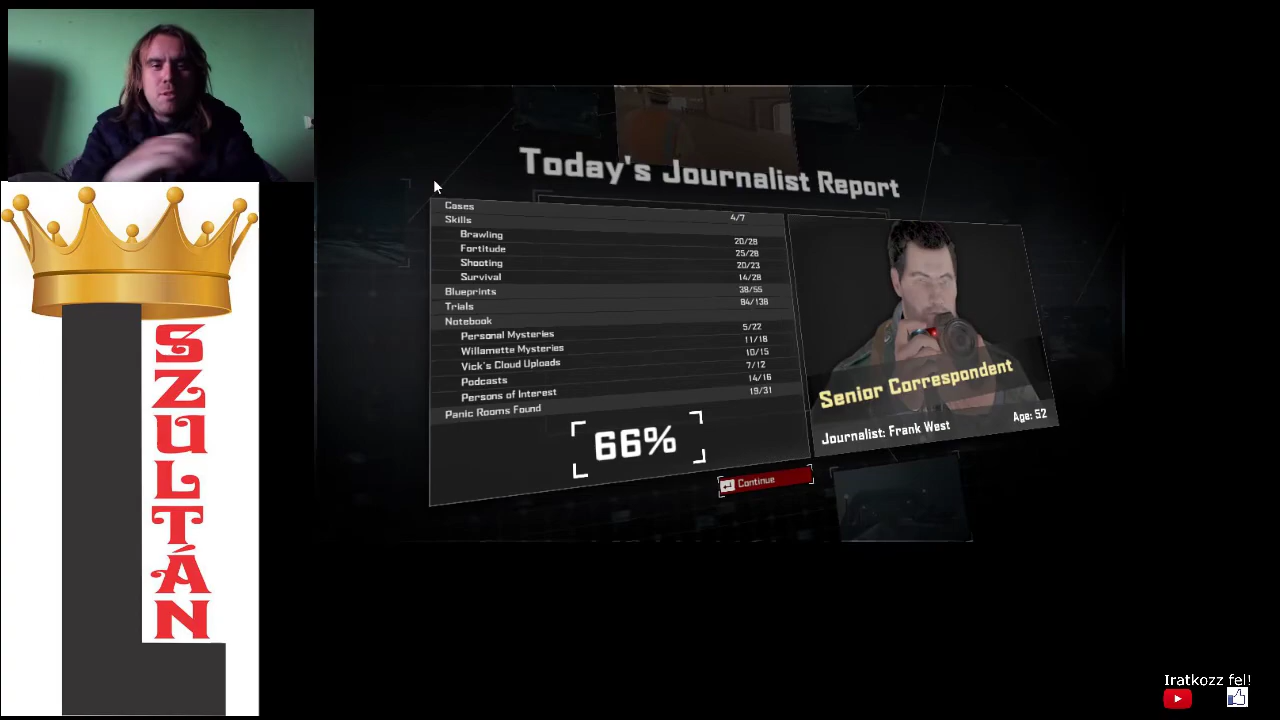 Today's Journalist Report
Cases 4/7
Skills
Brawling 20/28
Fortitude 25/28
Shooting 20/23
Survival 14/28
Blueprints 38/55
Trials 84/138
Notebook
Personal Mysteries 5/22
Willamette Mysteries 11/18
Vick's Cloud Uploads 10/15
Podcasts 7/12
Persons of Interest 14/16
Panic Rooms Found 19/31
66%
Continue
Senior Correspondent
Journalist: Frank West
Age: 52
SZULTÁN
L
Iratkozz fel!